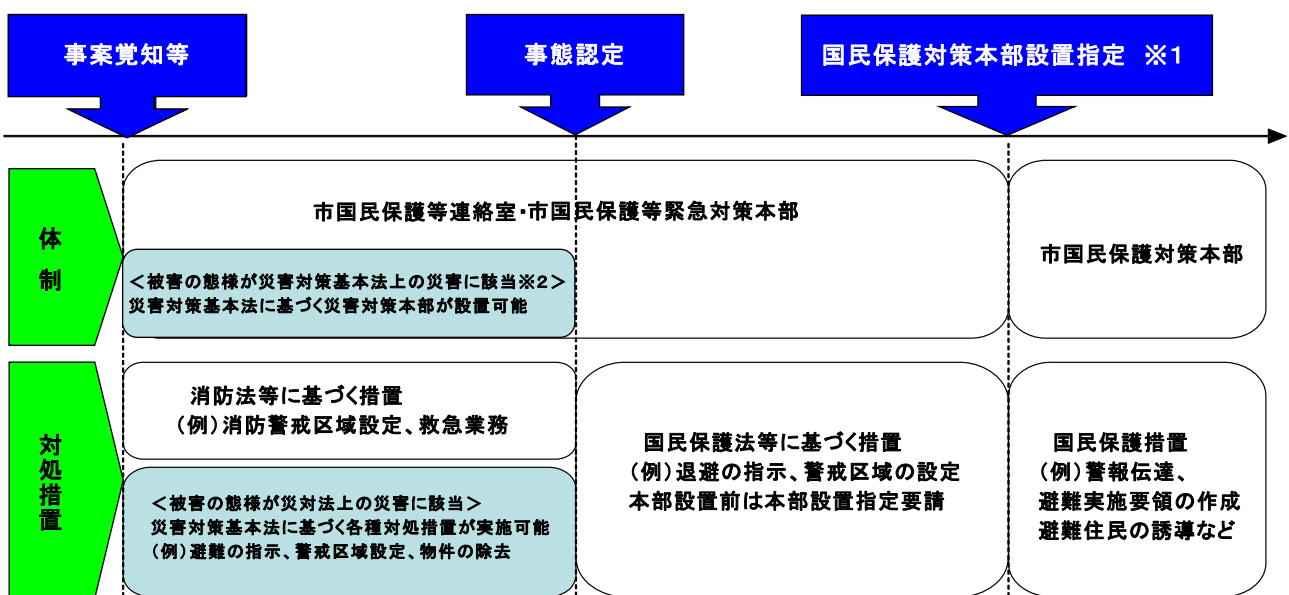 事案覚知等
事態認定
国民保護対策本部設置指定 ※1
体制
市国民保護等連絡室・市国民保護等緊急対策本部
＜被害の態様が災害対策基本法上の災害に該当※2＞
災害対策基本法に基づく災害対策本部が設置可能
市国民保護対策本部
対処措置
消防法等に基づく措置
（例）消防警戒区域設定、救急業務
＜被害の態様が災対法上の災害に該当＞
災害対策基本法に基づく各種対処措置が実施可能
（例）避難の指示、警戒区域設定、物件の除去
国民保護法等に基づく措置
（例）退避の指示、警戒区域の設定
本部設置前は本部設置指定要請
国民保護措置
（例）警報伝達、
避難実施要領の作成
避難住民の誘導など